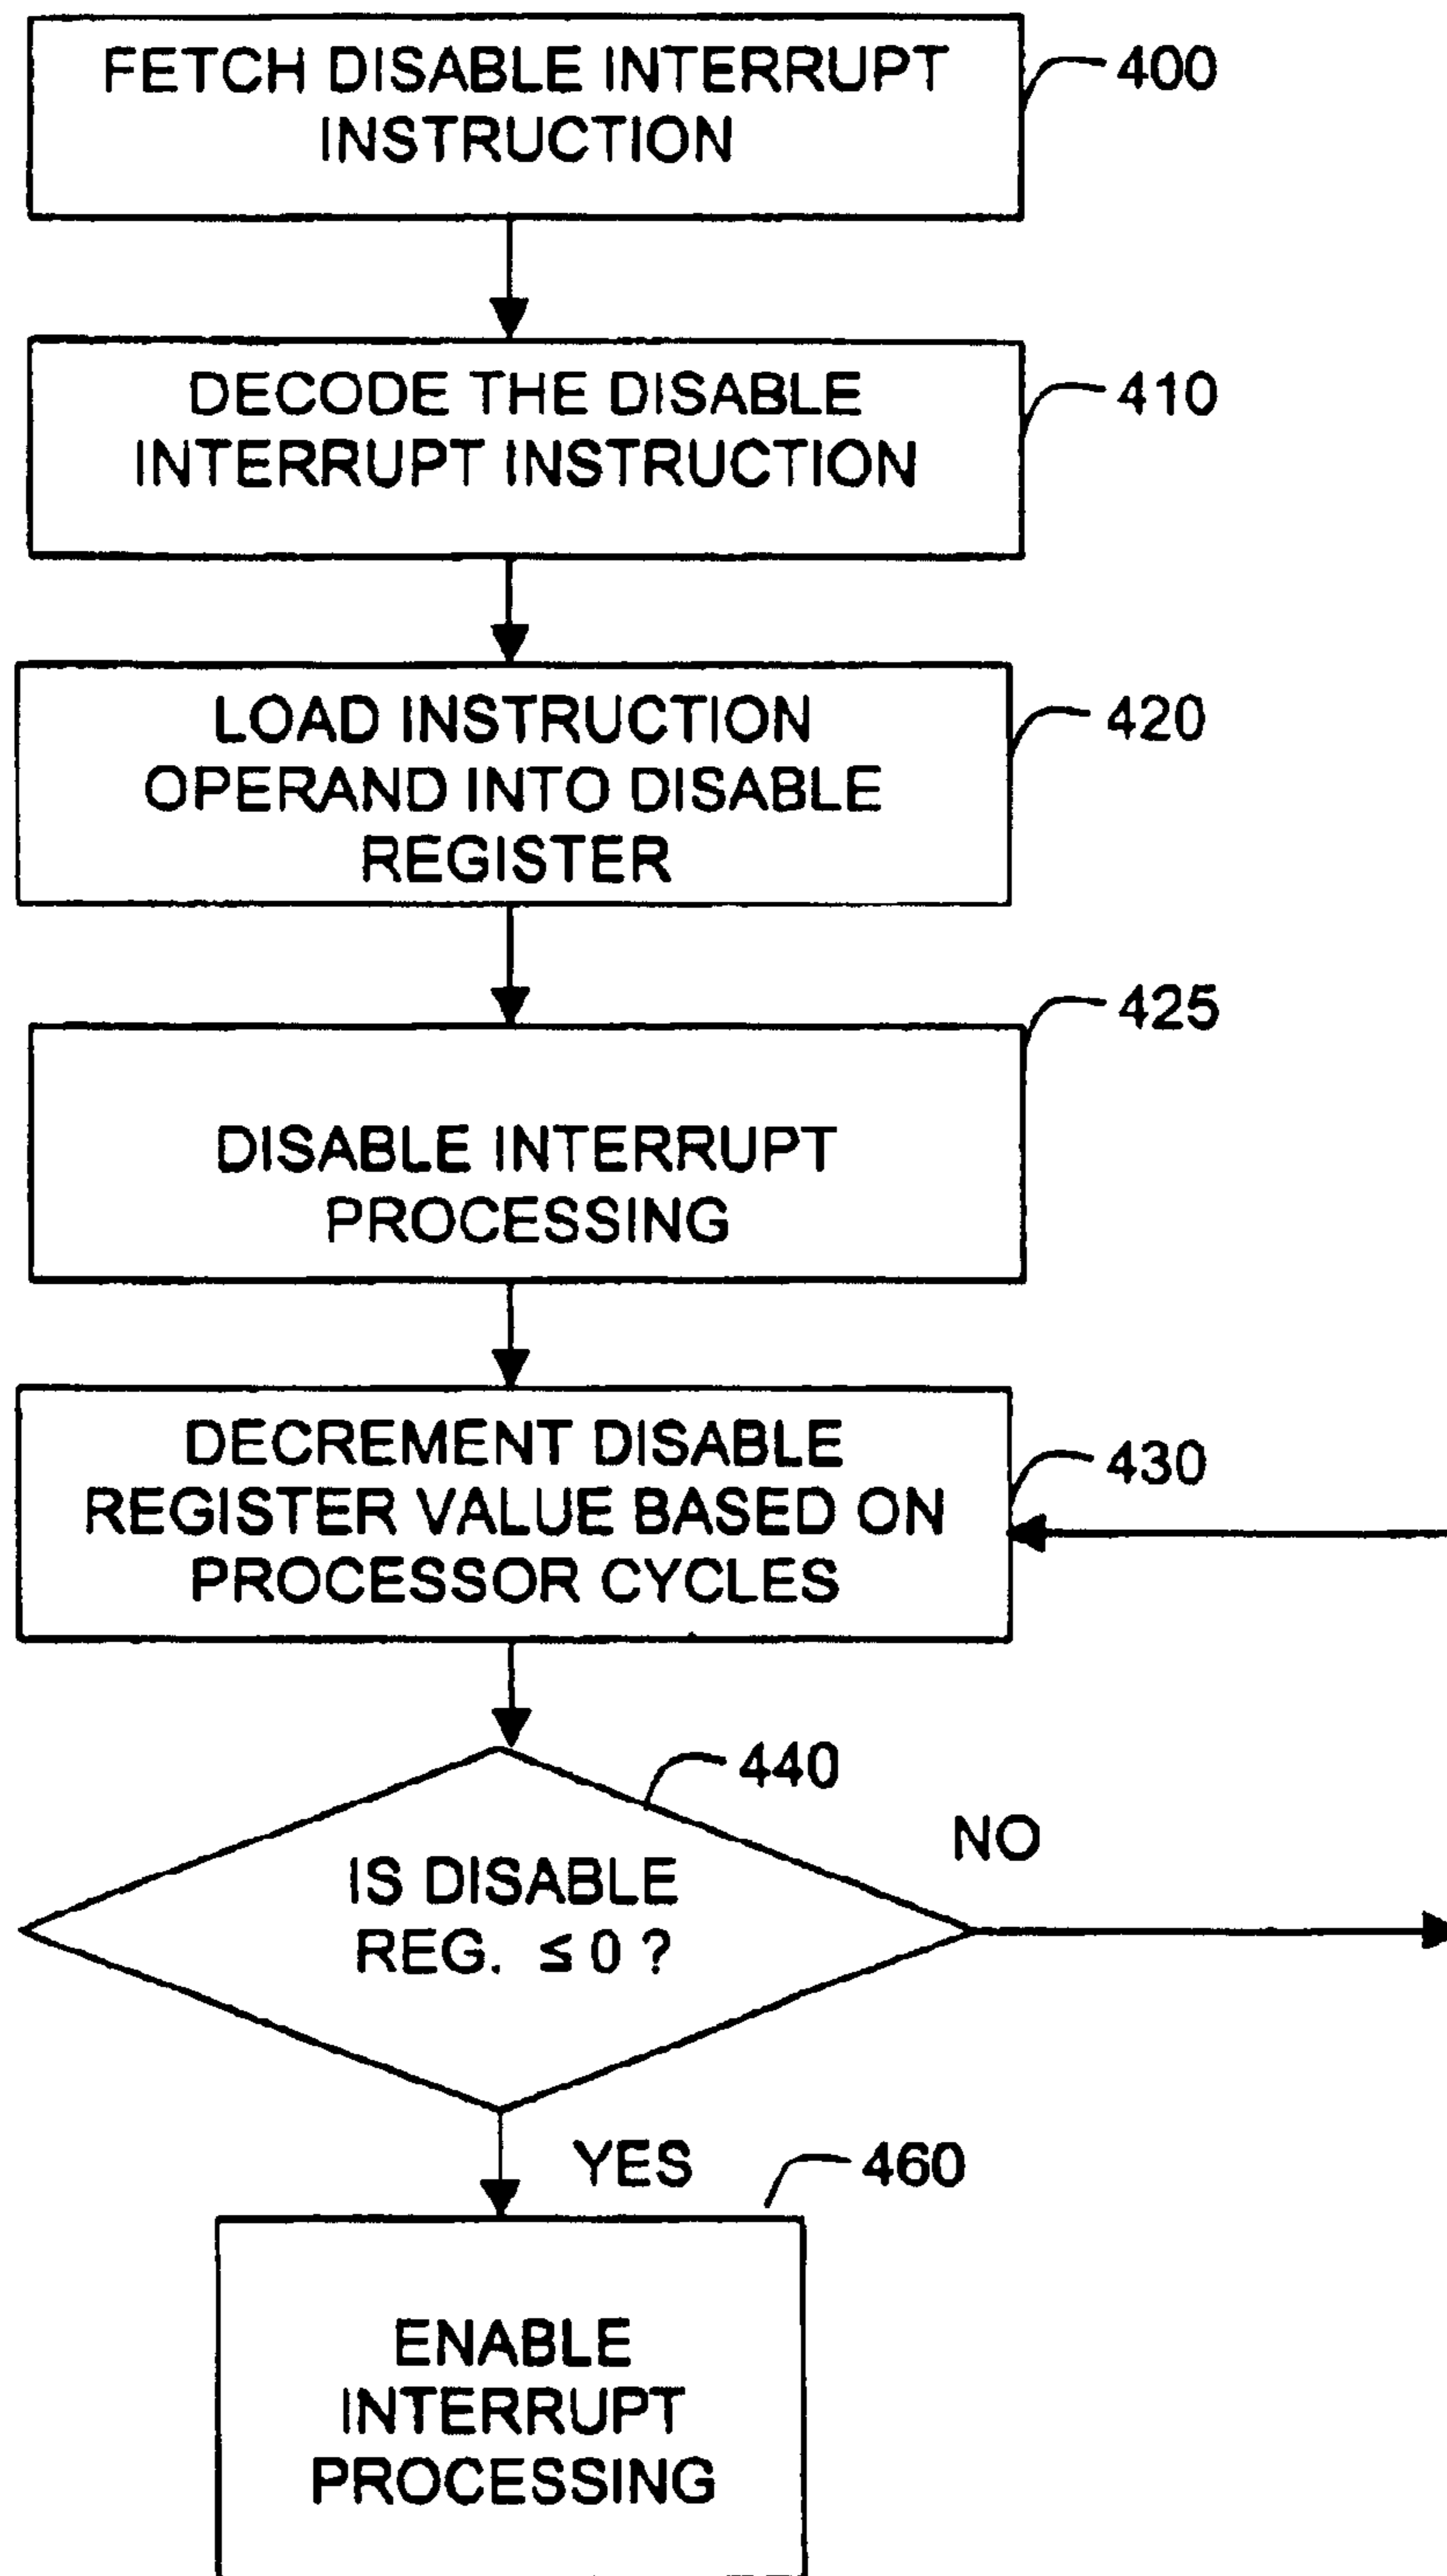 FETCH DISABLE INTERRUPT
INSTRUCTION
400
DECODE THE DISABLE
INTERRUPT INSTRUCTION
410
LOAD INSTRUCTION
OPERAND INTO DISABLE
REGISTER
420
425
DISABLE INTERRUPT
PROCESSING
DECREMENT DISABLE
REGISTER VALUE BASED ON
PROCESSOR CYCLES
430
440
NO
IS DISABLE
REG. ≤ 0 ?
YES
460
ENABLE
INTERRUPT
PROCESSING